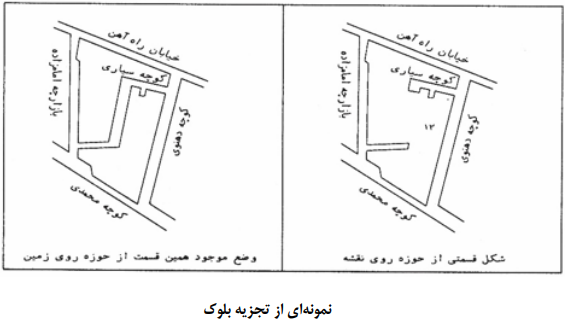 خیابان راه آهن
کوچه سیاری
بازارچه امامزاده
کوچه دهنوی
۱۳
کوچه محمدی
شکل قسمتی از حوزه روی نقشه
خیابان راه آهن
کوچه سیاری
بازارچه امامزاده
کوچه دهنوی
کوچه محمدی
وضع موجود همین قسمت از حوزه روی زمین
نمونه‌ای از تجزیه بلوک